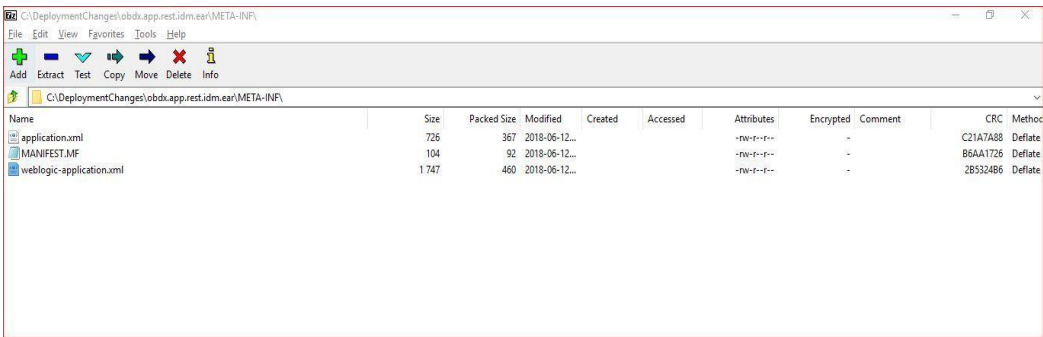 7z C:\DeploymentChanges\obdx.app.rest.idm.ear\META-INF\
File Edit View Favorites Tools Help
Add Extract Test Copy Move Delete Info
C:\DeploymentChanges\obdx.app.rest.idm.ear\META-INF\
Name Size Packed Size Modified Created Accessed Attributes Encrypted Comment CRC Method
application.xml 726 367 2018-06-12... -rw-r--r-- - C21A7A88 Deflate
MANIFEST.MF 104 92 2018-06-12... -rw-r--r-- - B6AA1726 Deflate
weblogic-application.xml 1 747 460 2018-06-12... -rw-r--r-- - 2B5324B6 Deflate